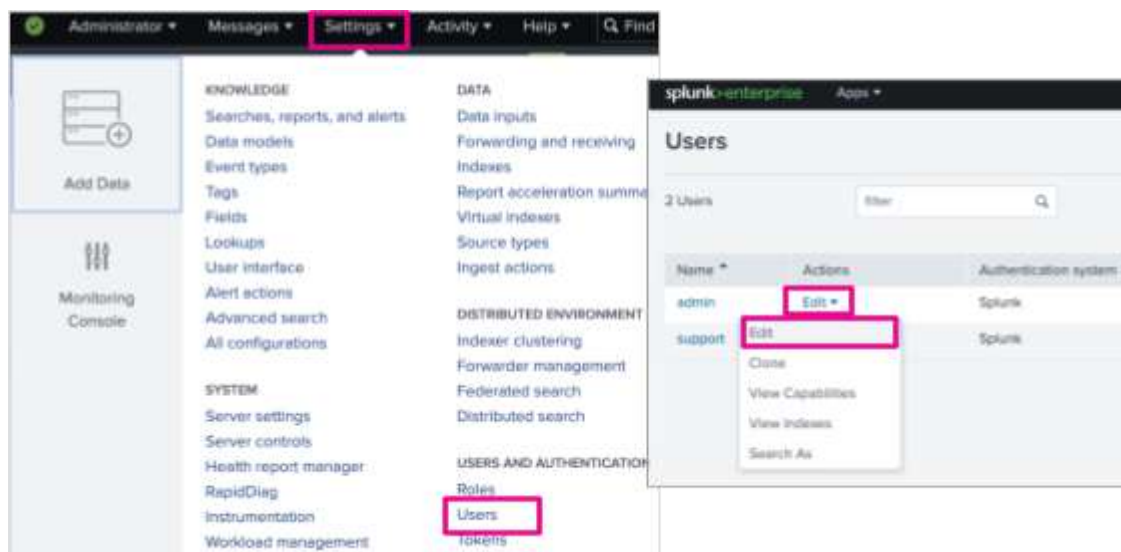 Administrator Messages Settings Activity Help Find
Add Data
Monitoring
Console
KNOWLEDGE
Searches, reports, and alerts
Data models
Event types
Tags
Fields
Lookups
User interface
Alert actions
Advanced search
All configurations
SYSTEM
Server settings
Server controls
Health report manager
RapidDiag
Instrumentation
Workload management
DATA
Data inputs
Forwarding and receiving
Indexes
Report acceleration summa
Virtual indexes
Source types
Ingest actions
DISTRIBUTED ENVIRONMENT
Indexer clustering
Forwarder management
Federated search
Distributed search
USERS AND AUTHENTICATION
Roles
Users
Tokens
splunk>enterprise Apps
Users
2 Users filter
Name Actions Authentication system
admin Edit Splunk
support Splunk
Edit
Clone
View Capabilities
View Indexes
Search As